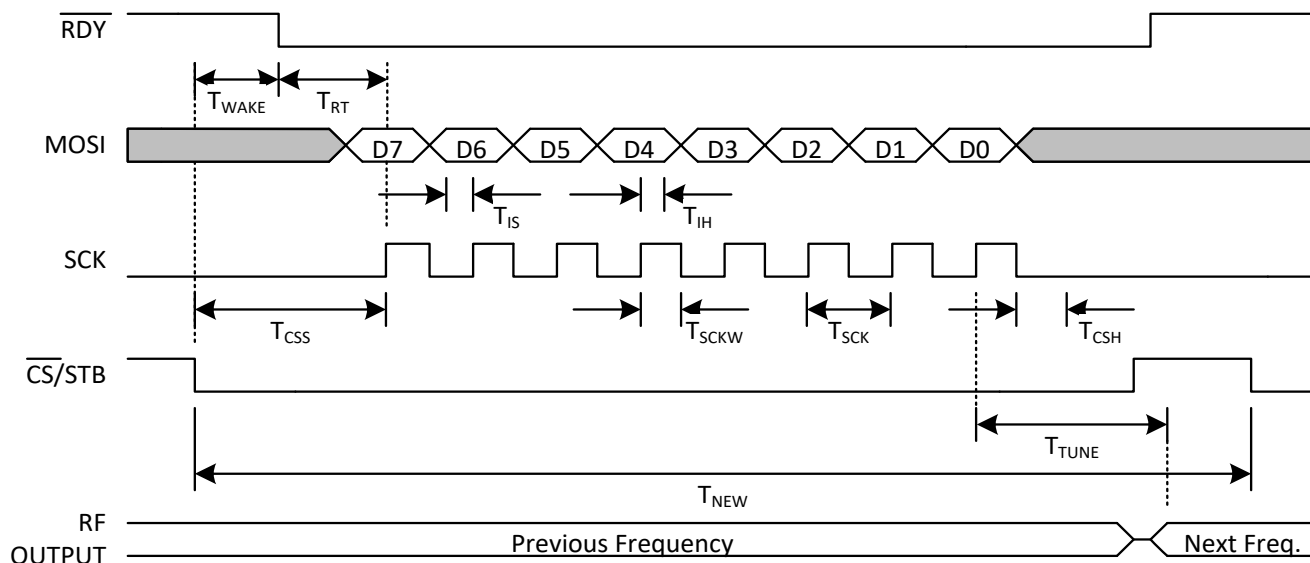 RDY
T_WAKE T_RT
MOSI D7 D6 D5 D4 D3 D2 D1 D0
T_IS T_IH
SCK
T_CSS T_SCKW T_SCK T_CSH
CS/STB
T_TUNE
T_NEW
RF
OUTPUT Previous Frequency Next Freq.